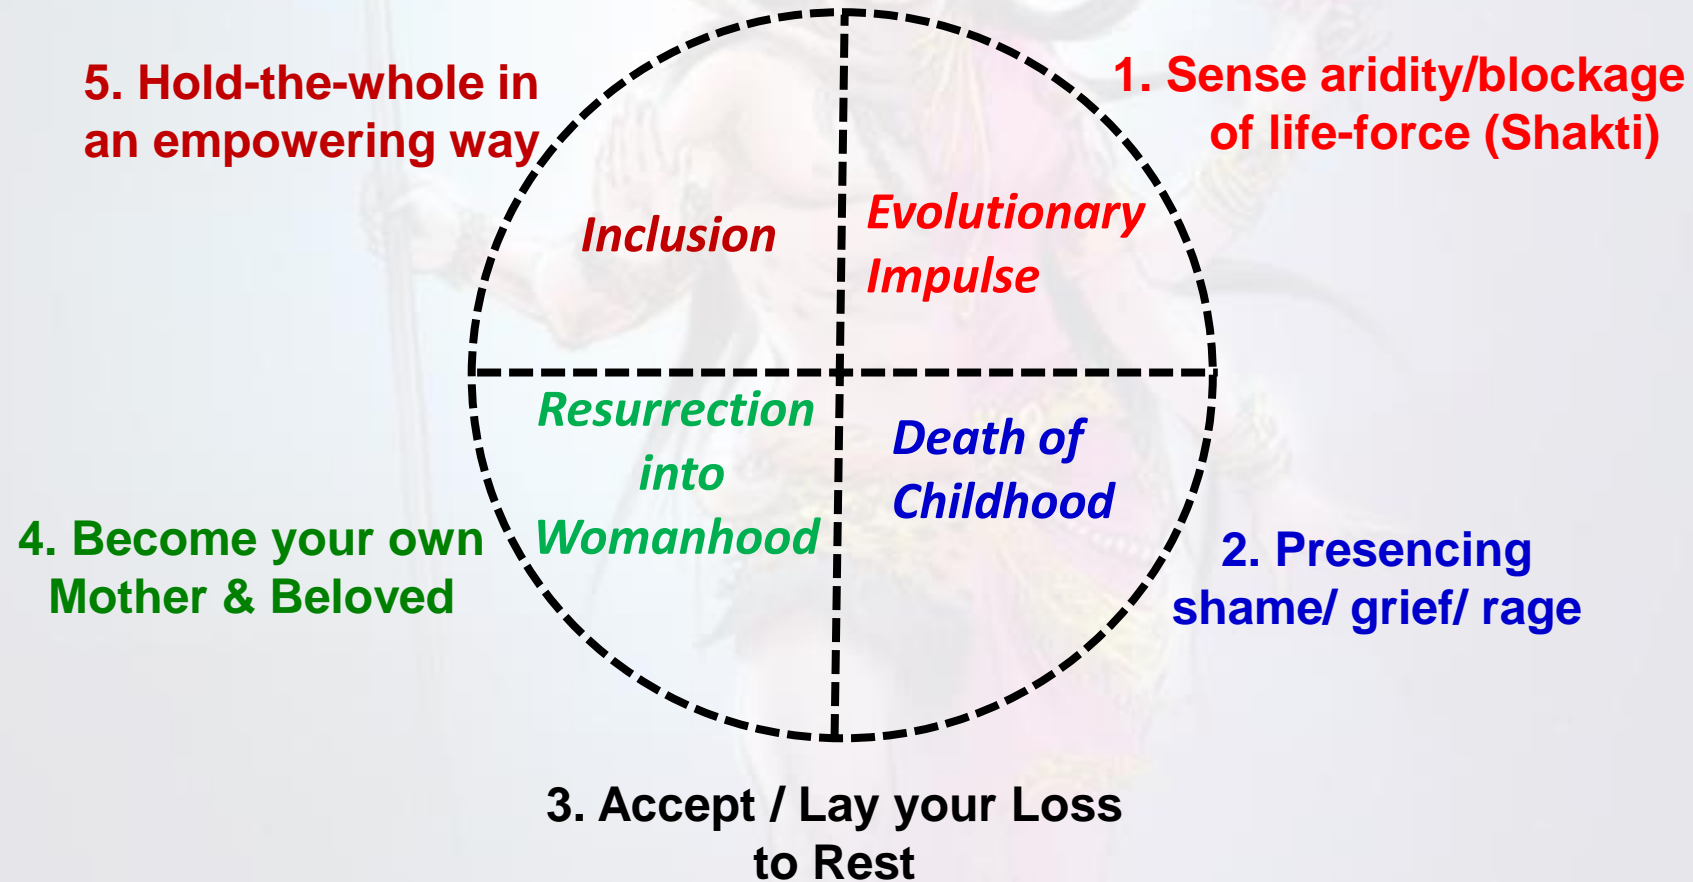 1. Sense aridity/blockage
of life-force (Shakti)
Evolutionary
Impulse
2. Presencing
shame/ grief/ rage
Death of
Childhood
3. Accept / Lay your Loss
to Rest
4. Become your own
Mother & Beloved
Resurrection
into
Womanhood
5. Hold-the-whole in
an empowering way
Inclusion